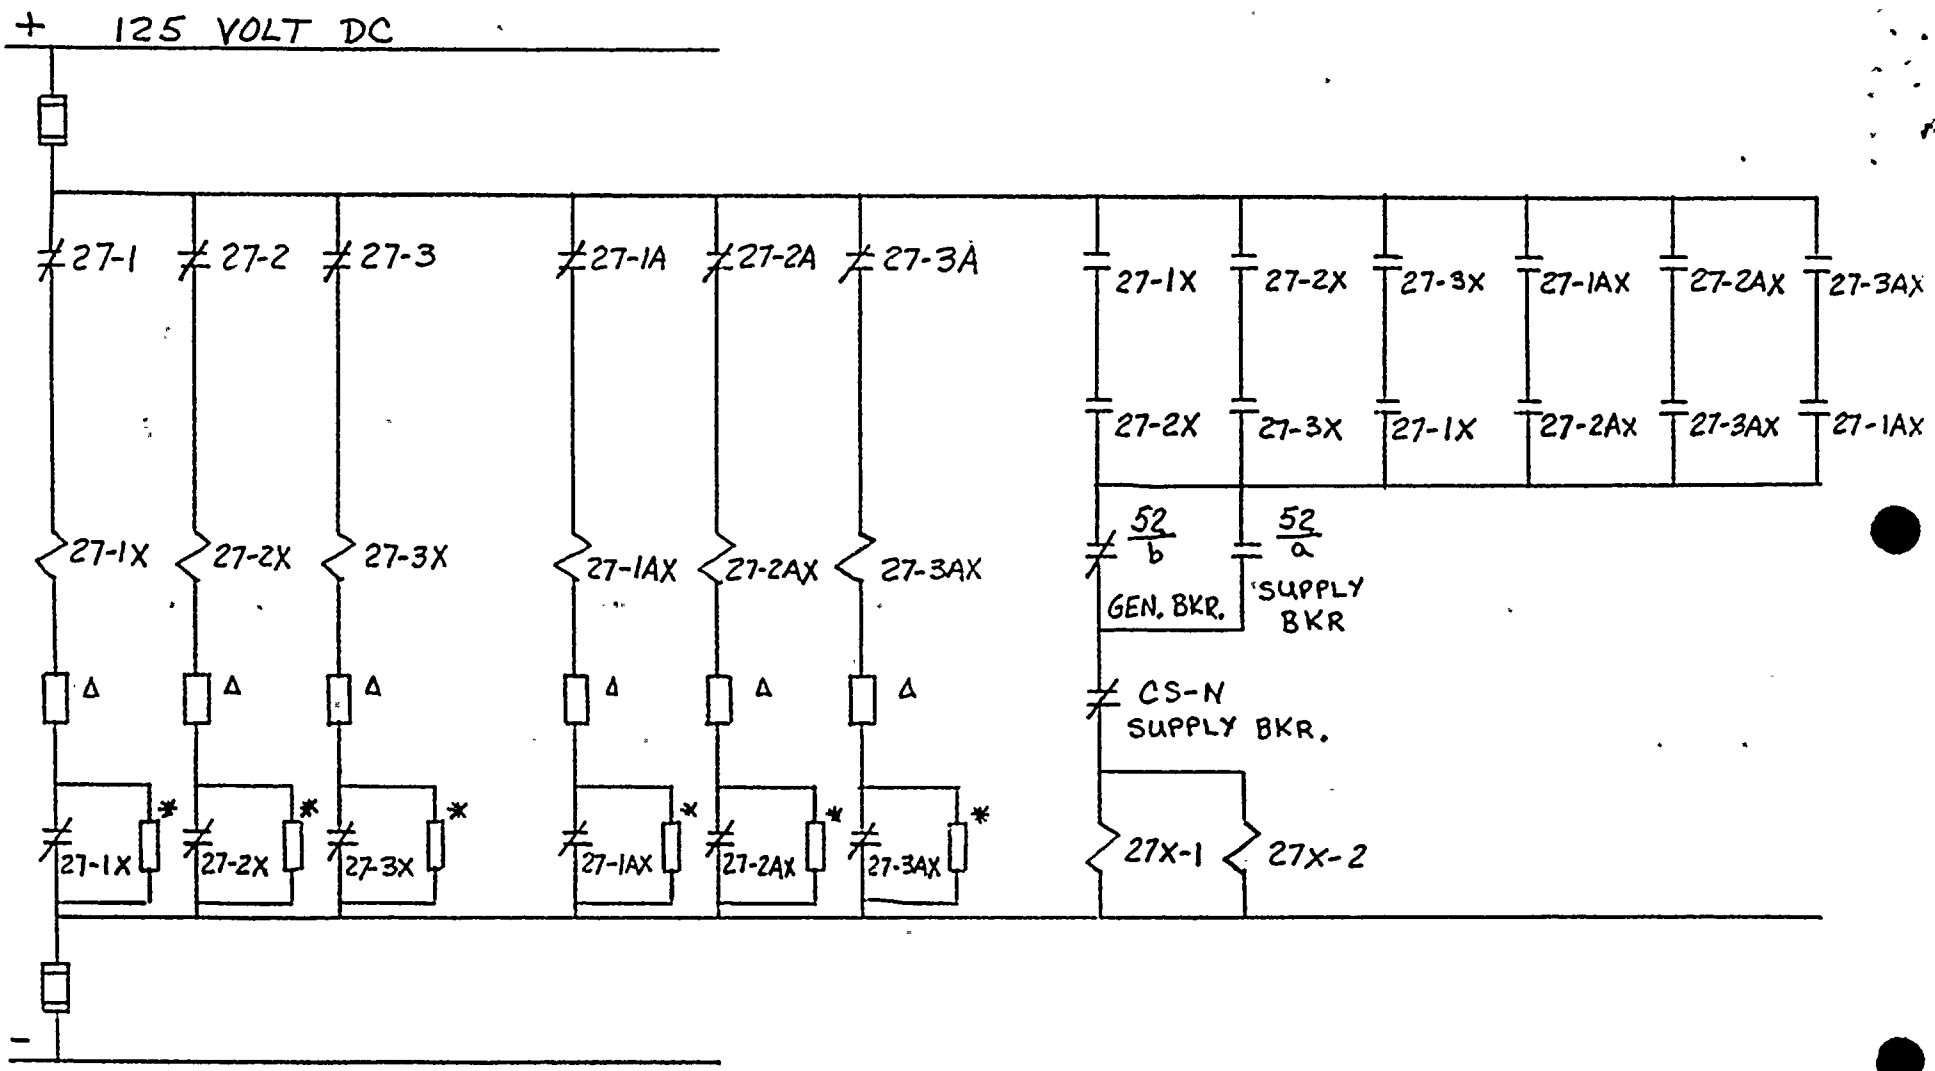 + 125 VOLT DC
27-1 27-2 27-3 27-1A 27-2A 27-3A
27-1X 27-2X 27-3X 27-1AX 27-2AX 27-3AX
27-2X 27-3X 27-1X 27-2AX 27-3AX 27-1AX
52/b 52/a
27-1X 27-2X 27-3X 27-1AX 27-2AX 27-3AX
GEN. BKR. SUPPLY
BKR
Δ Δ Δ Δ Δ Δ
CS-N
SUPPLY BKR.
* * * * * *
27-1X 27-2X 27-3X 27-1AX 27-2AX 27-3AX 27X-1 27X-2
-